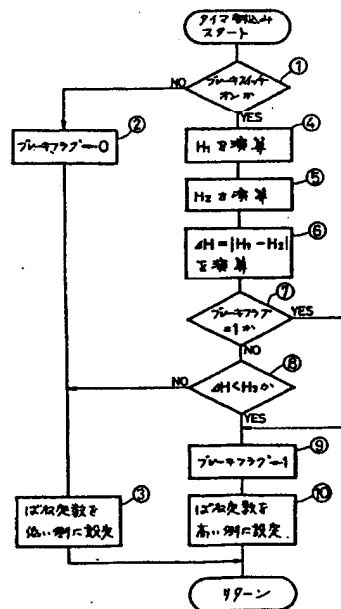 タイマ割込み
スタート
①
ブレーキスイッチ
オンか
NO
YES
②
ブレーキフラグ←0
④
H₁を演算
⑤
H₂を演算
⑥
ΔH=|H₁-H₂|
を演算
⑦
ブレーキフラグ
=1か
YES
NO
⑧
ΔH<H₃か
NO
YES
⑨
ブレーキフラグ←1
③
ばね定数を
低い側に設定
⑩
ばね定数を
高い側に設定
リターン